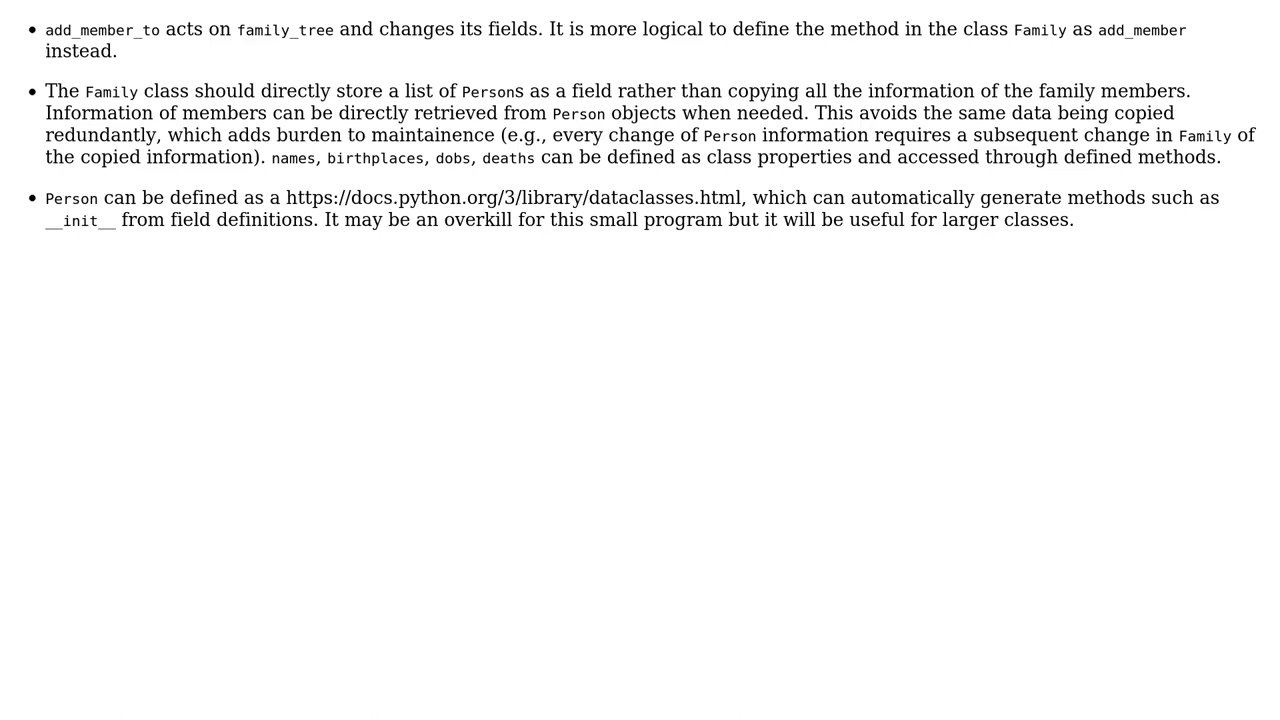 • add_member_to acts on family_tree and changes its fields. It is more logical to define the method in the class Family as add_member
instead.
• The Family class should directly store a list of Persons as a field rather than copying all the information of the family members.
Information of members can be directly retrieved from Person objects when needed. This avoids the same data being copied
redundantly, which adds burden to maintainence (e.g., every change of Person information requires a subsequent change in Family of
the copied information). names, birthplaces, dobs, deaths can be defined as class properties and accessed through defined methods.
• Person can be defined as a https://docs.python.org/3/library/dataclasses.html, which can automatically generate methods such as
__init__ from field definitions. It may be an overkill for this small program but it will be useful for larger classes.